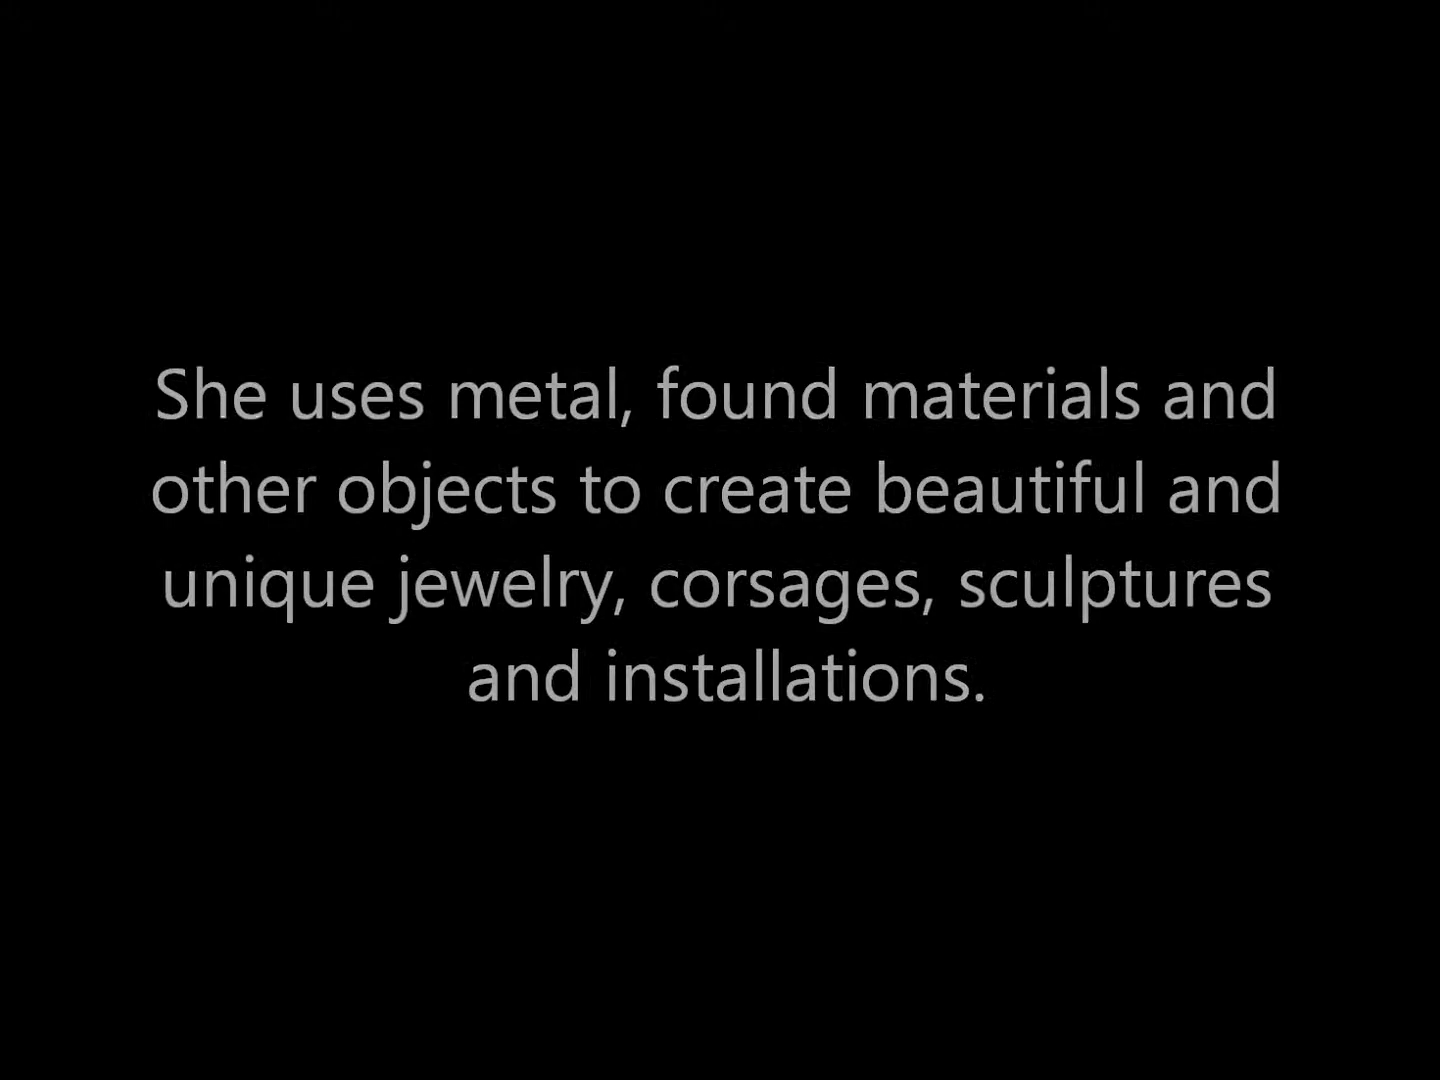 She uses metal, found materials and
other objects to create beautiful and
unique jewelry, corsages, sculptures
and installations.